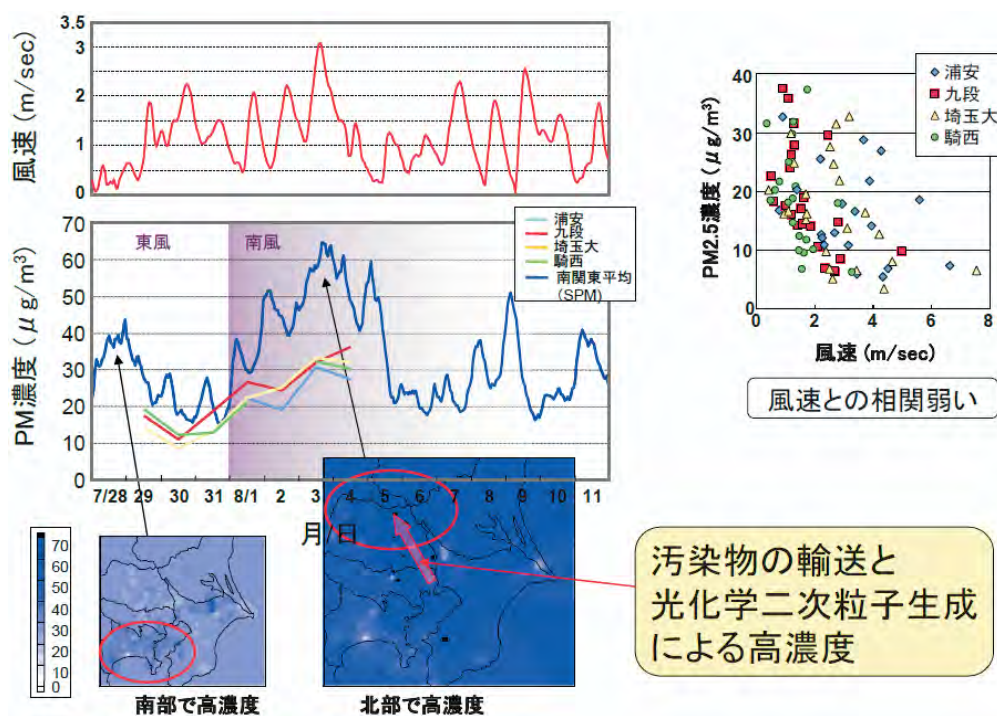 風速 (m/sec)
3.5
3
2
1
0
PM濃度 (μg/m³)
70
60
50
40
30
20
10
0
東風
南風
浦安
九段
埼玉大
騎西
南関東平均
(SPM)
7/28
29
30
31
8/1
2
3
4
5
6
7
8
9
10
11
月/日
70
60
50
40
30
20
10
0
南部で高濃度
北部で高濃度
PM2.5濃度 (μg/m³)
40
30
20
10
0
0
2
4
6
8
風速 (m/sec)
浦安
九段
埼玉大
騎西
風速との相関弱い
汚染物の輸送と
光化学二次粒子生成
による高濃度